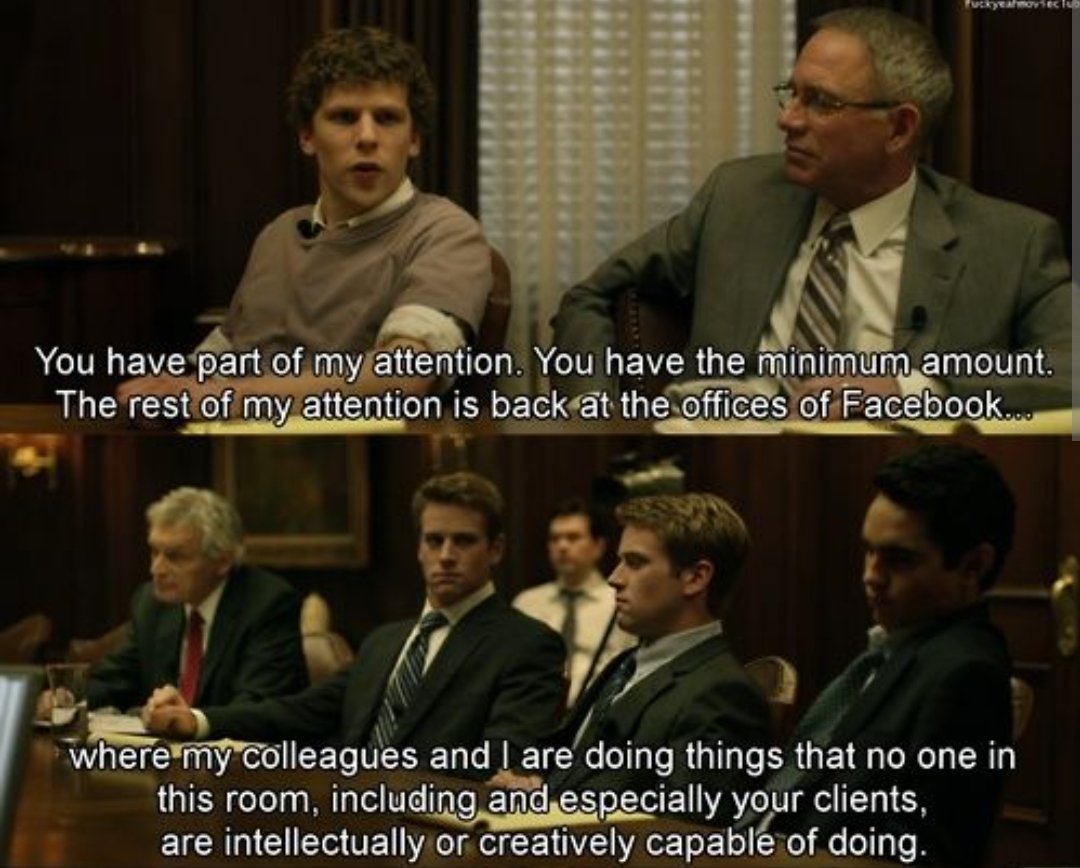 fuckyeahmovieclub
You have part of my attention. You have the minimum amount.
The rest of my attention is back at the offices of Facebook...
where my colleagues and I are doing things that no one in
this room, including and especially your clients,
are intellectually or creatively capable of doing.